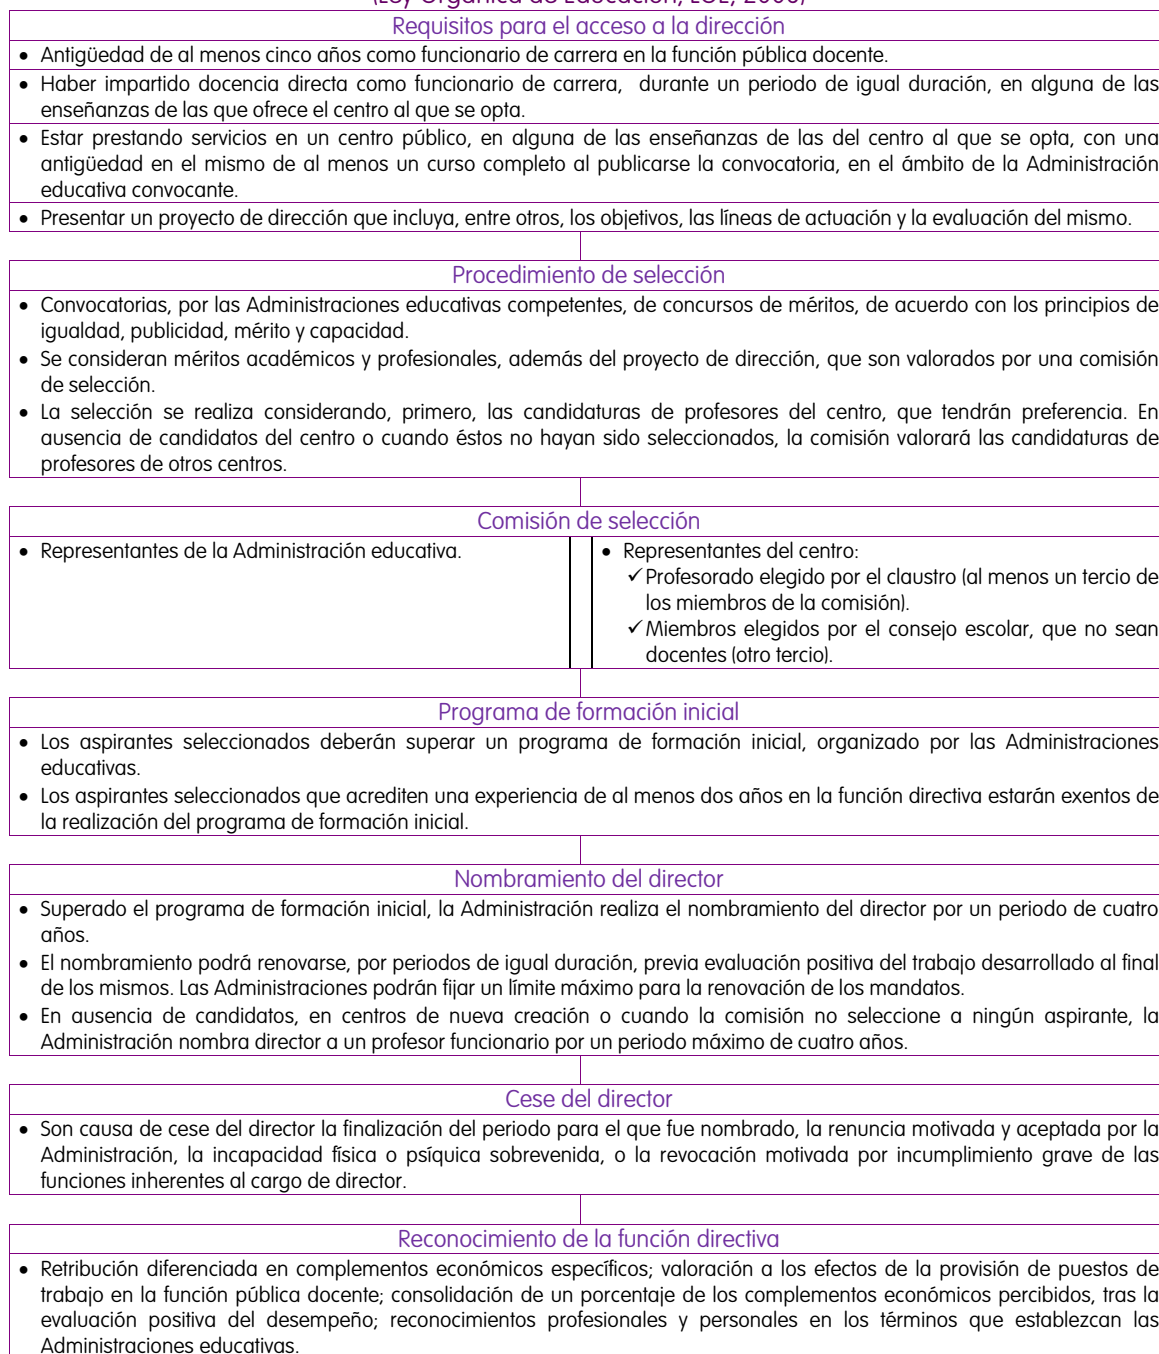 (Ley Orgánica de Educación, LOE, 2006)
Requisitos para el acceso a la dirección
• Antigüedad de al menos cinco años como funcionario de carrera en la función pública docente.
• Haber impartido docencia directa como funcionario de carrera, durante un periodo de igual duración, en alguna de las
enseñanzas de las que ofrece el centro al que se opta.
• Estar prestando servicios en un centro público, en alguna de las enseñanzas de las del centro al que se opta, con una
antigüedad en el mismo de al menos un curso completo al publicarse la convocatoria, en el ámbito de la Administración
educativa convocante.
• Presentar un proyecto de dirección que incluya, entre otros, los objetivos, las líneas de actuación y la evaluación del mismo.
Procedimiento de selección
• Convocatorias, por las Administraciones educativas competentes, de concursos de méritos, de acuerdo con los principios de
igualdad, publicidad, mérito y capacidad.
• Se consideran méritos académicos y profesionales, además del proyecto de dirección, que son valorados por una comisión
de selección.
• La selección se realiza considerando, primero, las candidaturas de profesores del centro, que tendrán preferencia. En
ausencia de candidatos del centro o cuando éstos no hayan sido seleccionados, la comisión valorará las candidaturas de
profesores de otros centros.
Comisión de selección
• Representantes de la Administración educativa.
• Representantes del centro:
✓Profesorado elegido por el claustro (al menos un tercio de
los miembros de la comisión).
✓Miembros elegidos por el consejo escolar, que no sean
docentes (otro tercio).
Programa de formación inicial
• Los aspirantes seleccionados deberán superar un programa de formación inicial, organizado por las Administraciones
educativas.
• Los aspirantes seleccionados que acrediten una experiencia de al menos dos años en la función directiva estarán exentos de
la realización del programa de formación inicial.
Nombramiento del director
• Superado el programa de formación inicial, la Administración realiza el nombramiento del director por un periodo de cuatro
años.
• El nombramiento podrá renovarse, por periodos de igual duración, previa evaluación positiva del trabajo desarrollado al final
de los mismos. Las Administraciones podrán fijar un límite máximo para la renovación de los mandatos.
• En ausencia de candidatos, en centros de nueva creación o cuando la comisión no seleccione a ningún aspirante, la
Administración nombra director a un profesor funcionario por un periodo máximo de cuatro años.
Cese del director
• Son causa de cese del director la finalización del periodo para el que fue nombrado, la renuncia motivada y aceptada por la
Administración, la incapacidad física o psíquica sobrevenida, o la revocación motivada por incumplimiento grave de las
funciones inherentes al cargo de director.
Reconocimiento de la función directiva
• Retribución diferenciada en complementos económicos específicos; valoración a los efectos de la provisión de puestos de
trabajo en la función pública docente; consolidación de un porcentaje de los complementos económicos percibidos, tras la
evaluación positiva del desempeño; reconocimientos profesionales y personales en los términos que establezcan las
Administraciones educativas.